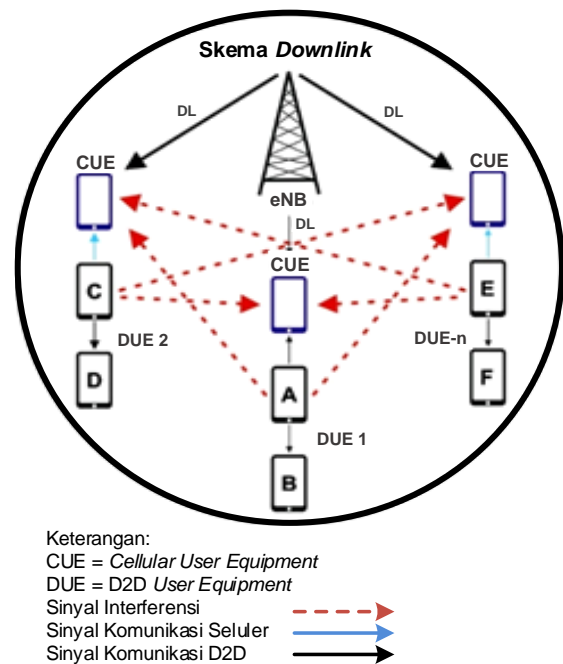 Skema Downlink
DL
DL
CUE
CUE
eNB
DL
CUE
C
E
DUE 2
DUE-n
D
A
F
DUE 1
B
Keterangan:
CUE = Cellular User Equipment
DUE = D2D User Equipment
Sinyal Interferensi
Sinyal Komunikasi Seluler
Sinyal Komunikasi D2D